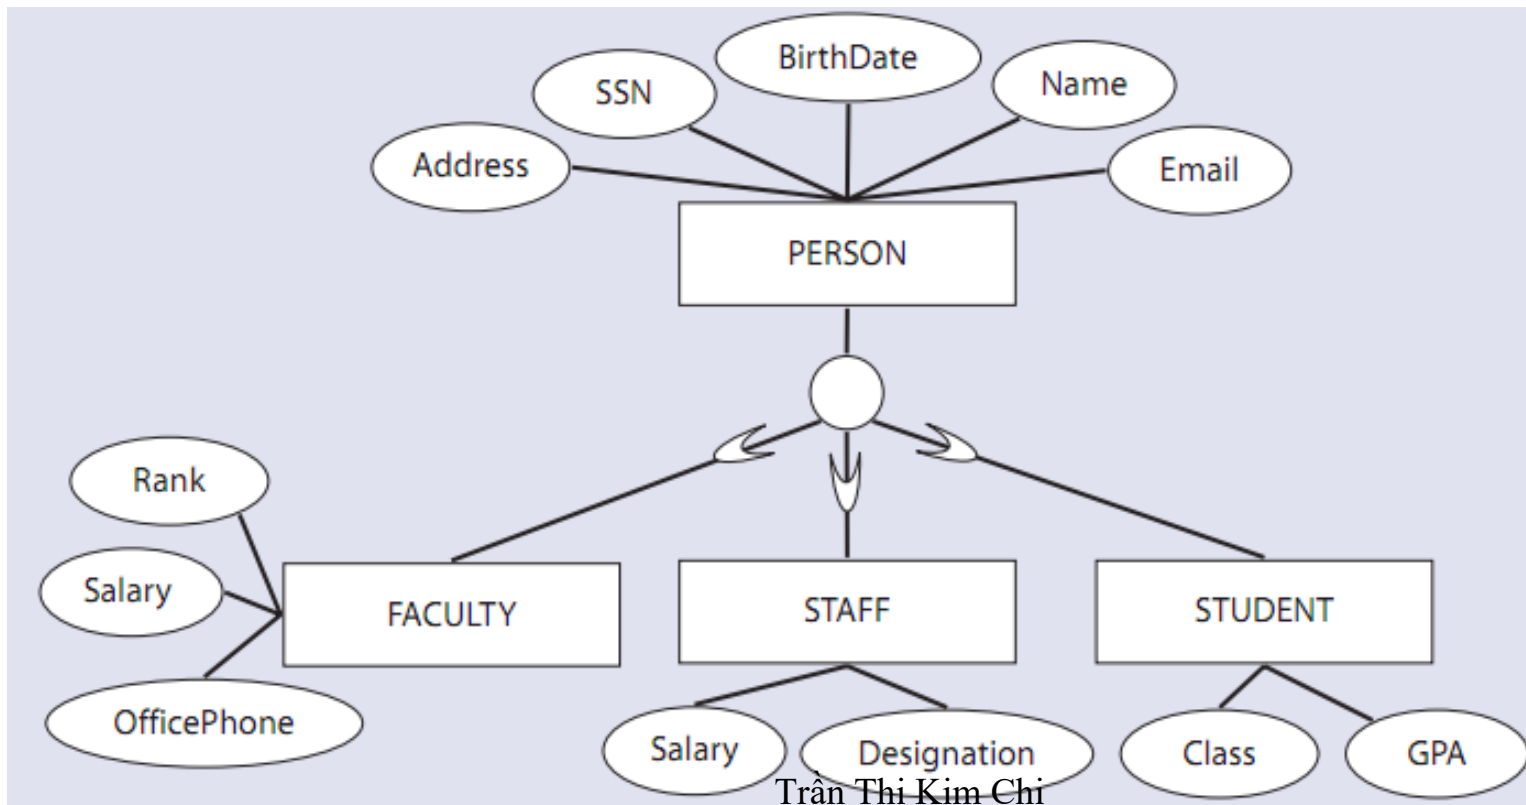 BirthDate
SSN
Name
Address
Email
PERSON
Rank
Salary
FACULTY
STAFF
STUDENT
OfficePhone
Salary
Designation
Class
GPA
Trần Thi Kim Chi